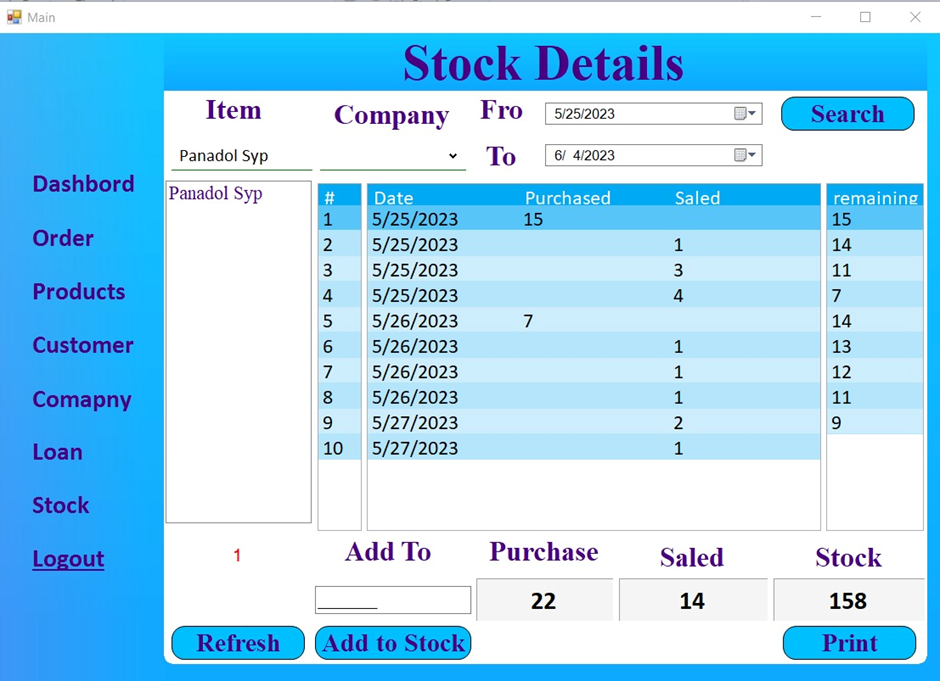 Main
Stock Details
Item Company Fro 5/25/2023 Search
Panadol Syp To 6/ 4/2023
Dashbord
Order
Products
Customer
Comapny
Loan
Stock
Logout
Panadol Syp
# Date Purchased Saled remaining
1 5/25/2023 15 15
2 5/25/2023 1 14
3 5/25/2023 3 11
4 5/25/2023 4 7
5 5/26/2023 7 14
6 5/26/2023 1 13
7 5/26/2023 1 12
8 5/26/2023 1 11
9 5/27/2023 2 9
10 5/27/2023 1
1 Add To Purchase Saled Stock
22 14 158
Refresh Add to Stock Print